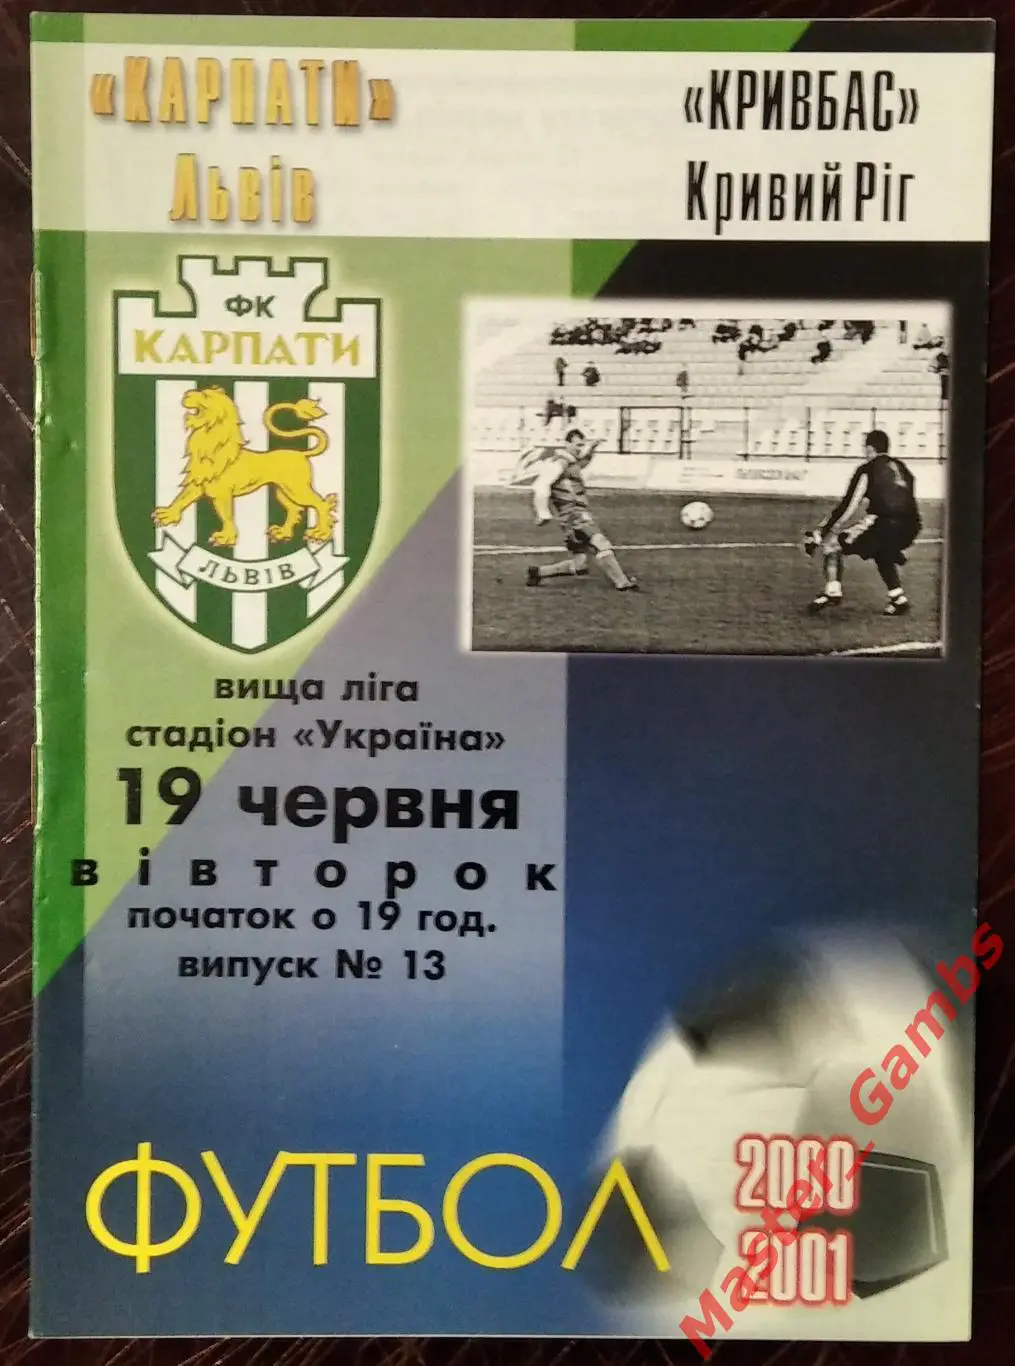 «КАРПАТИ»
Львів
«КРИВБАС»
Кривий Ріг
ФК
КАРПАТИ
ЛЬВІВ
вища ліга
стадіон «Україна»
19 червня
вівторок
початок о 19 год.
випуск № 13
ФУТБОЛ
2000
2001
Master_Gambs